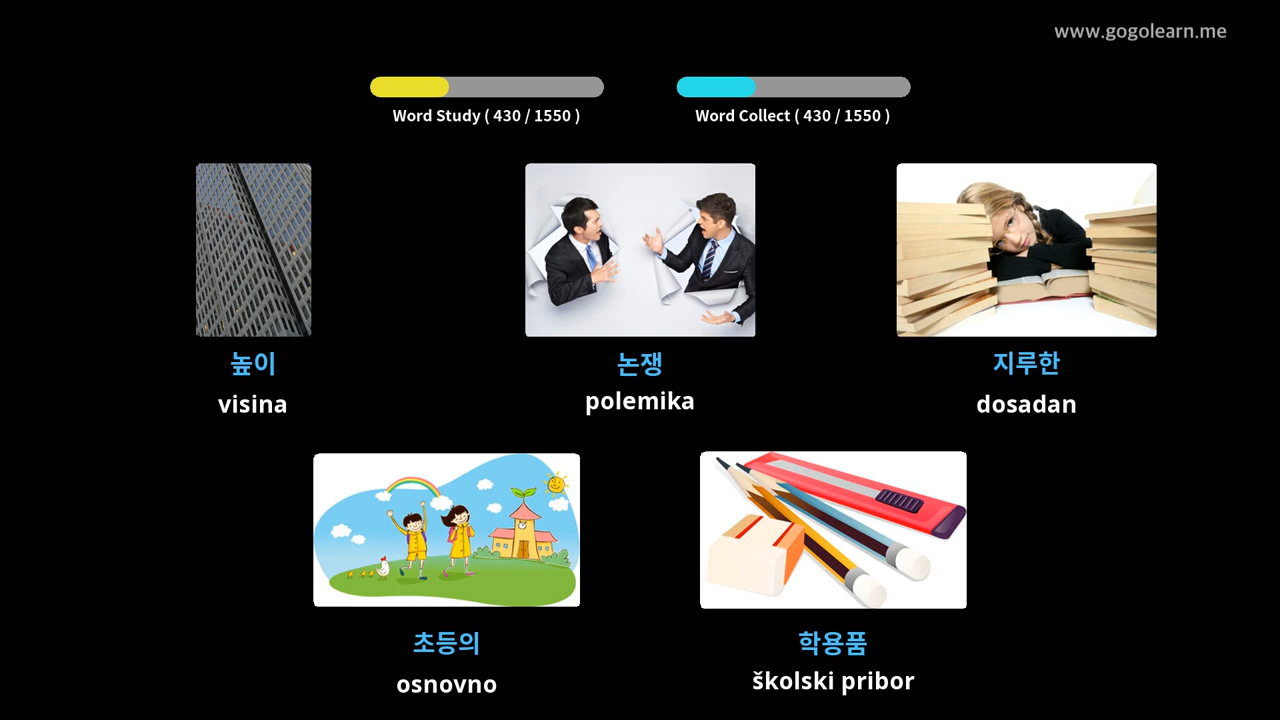 www.gogolearn.me
Word Study ( 430 / 1550 )
Word Collect ( 430 / 1550 )
높이
visina
논쟁
polemika
지루한
dosadan
초등의
osnovno
학용품
školski pribor